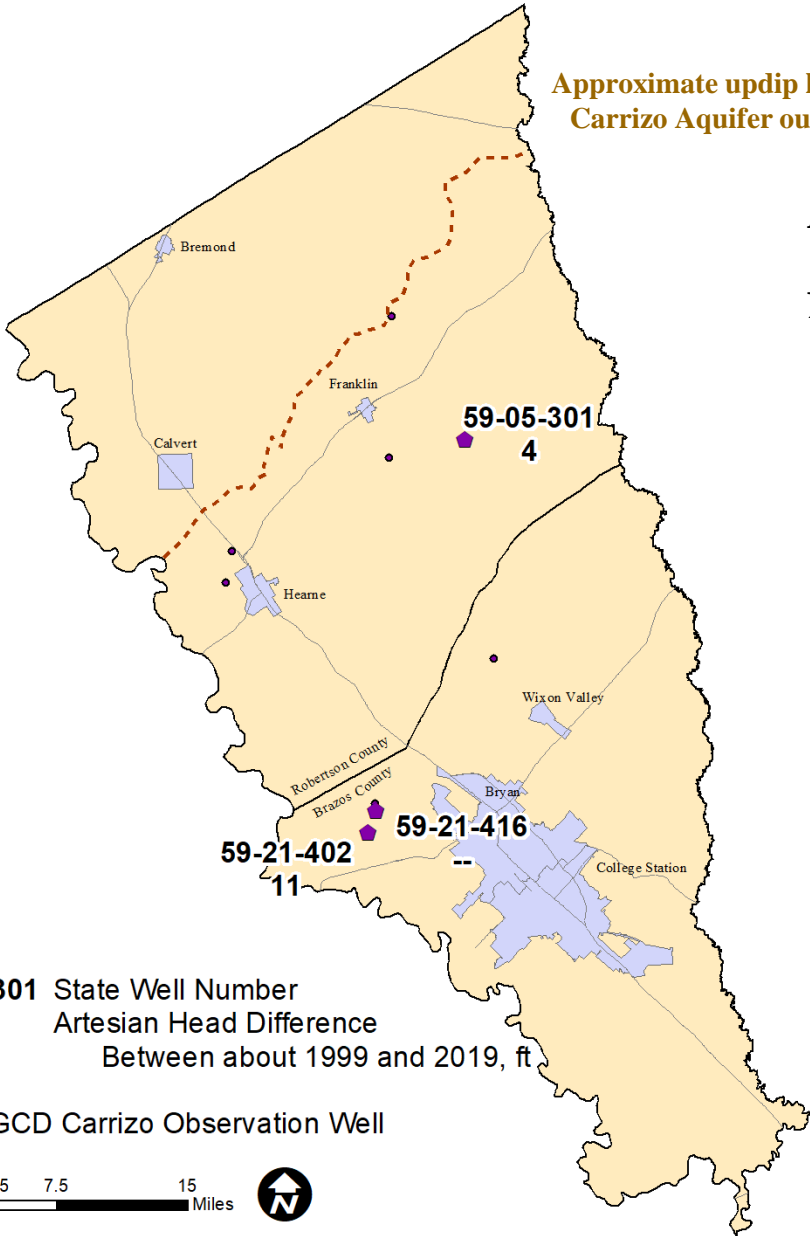 Approximate updip
Carrizo Aquifer
Bremond
Franklin
59-05-301
4
Calvert
Hearne
Wixon Valley
Robertson County
Brazos County
Bryan
59-21-416
--
59-21-402
11
College Station
301 State Well Number
Artesian Head Difference
Between about 1999 and 2019, ft
GCD Carrizo Observation Well
5 7.5 15
Miles
N